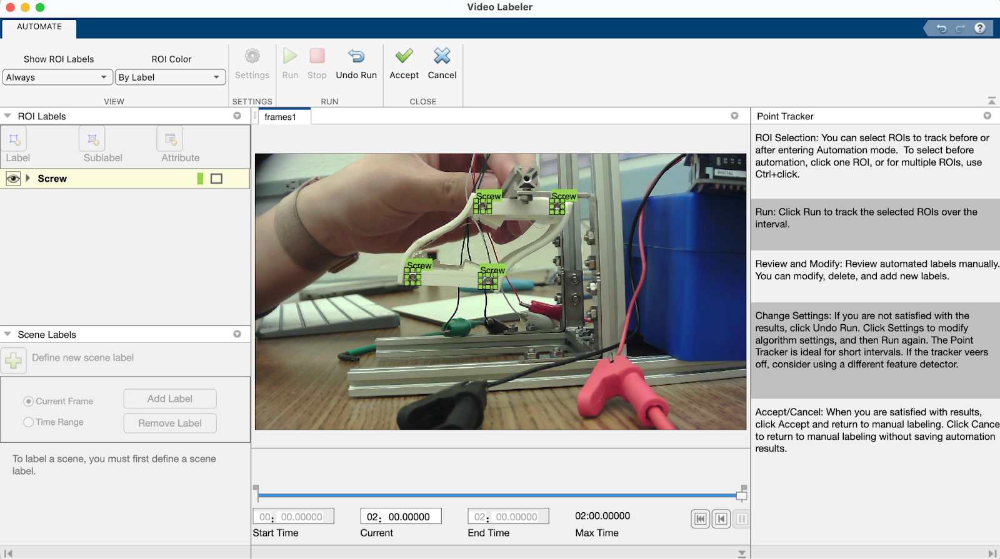 Video Labeler
AUTOMATE
Show ROI Labels
ROI Color
Always
By Label
VIEW
Settings
SETTINGS
Run
Stop
Undo Run
RUN
Accept
Cancel
CLOSE
ROI Labels
Label
Sublabel
Attribute
Screw
Scene Labels
Define new scene label
Current Frame
Add Label
Time Range
Remove Label
To label a scene, you must first define a scene
label.
frames1
Screw
Screw
Screw
Screw
DIGITAL
00: 00.00000
Start Time
02: 00.00000
Current
02: 00.00000
End Time
02:00.00000
Max Time
Point Tracker
ROI Selection: You can select ROIs to track before or
after entering Automation mode. To select before
automation, click one ROI, or for multiple ROIs, use
Ctrl+click.
Run: Click Run to track the selected ROIs over the
interval.
Review and Modify: Review automated labels manually.
You can modify, delete, and add new labels.
Change Settings: If you are not satisfied with the
results, click Undo Run. Click Settings to modify
algorithm settings, and then Run again. The Point
Tracker is ideal for short intervals. If the tracker veers
off, consider using a different feature detector.
Accept/Cancel: When you are satisfied with results,
click Accept and return to manual labeling. Click Cance
to return to manual labeling without saving automation
results.